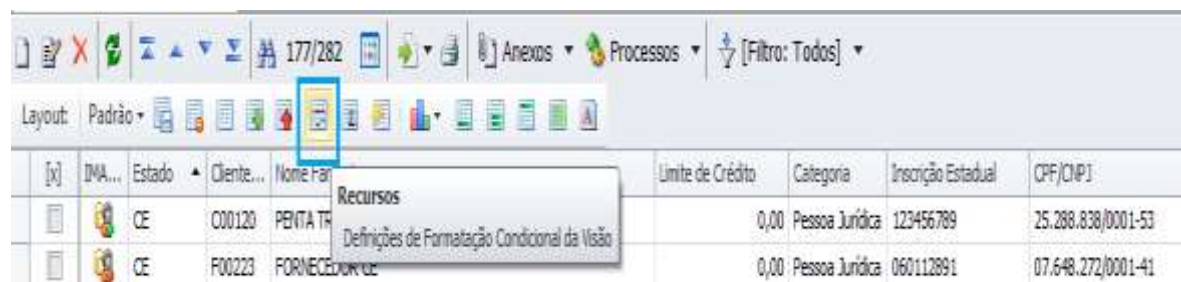 177/282 Anexos Processos [Filtro: Todos]
Layout: Padrão
[x] IMA... Estado Cliente... Nome Fan Limite de Crédito Categoria Inscrição Estadual CPF/CNPJ
Recursos
CE C00120 PENTA TR 0,00 Pessoa Jurídica 123456789 25.288.838/0001-53
Definições de Formatação Condicional da Visão
CE F00223 FORNECEDOR CE 0,00 Pessoa Jurídica 060112891 07.648.272/0001-41